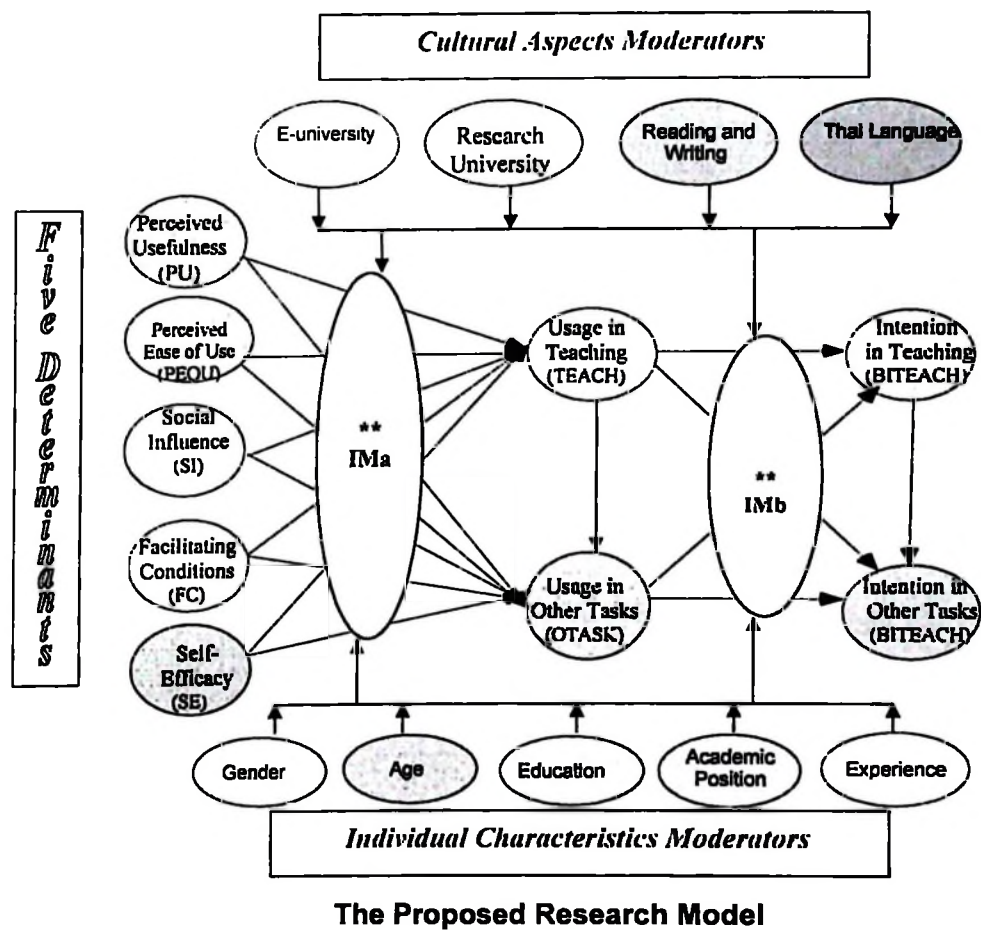 Cultural Aspects Moderators
E-university
Research
University
Reading and
Writing
Thai Language
Five Determinants
Perceived
Usefulness
(PU)
Perceived
Ease of Use
(PEOU)
Social
Influence
(SI)
Facilitating
Conditions
(FC)
Self-
Efficacy
(SE)
**
IMa
Usage in
Teaching
(TEACH)
Usage in
Other Tasks
(OTASK)
**
IMb
Intention
in Teaching
(BITEACH)
Intention in
Other Tasks
(BITEACH)
Gender
Age
Education
Academic
Position
Experience
Individual Characteristics Moderators
The Proposed Research Model